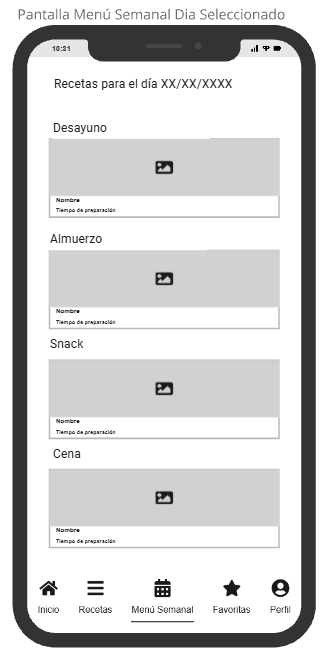 Pantalla Menú Semanal Dia Seleccionado
10:31
Recetas para el día XX/XX/XXXX
Desayuno
Nombre
Tiempo de preparación
Almuerzo
Nombre
Tiempo de preparación
Snack
Nombre
Tiempo de preparación
Cena
Nombre
Tiempo de preparación
Inicio Recetas Menú Semanal Favoritas Perfil